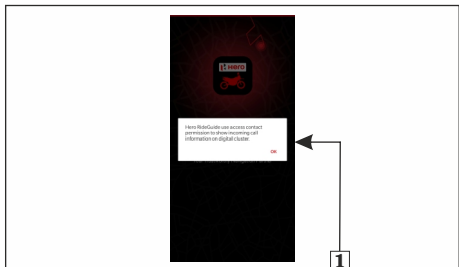 Hero
Hero RideGuide use access contact
permission to show incoming call
information on digital cluster.
OK
1